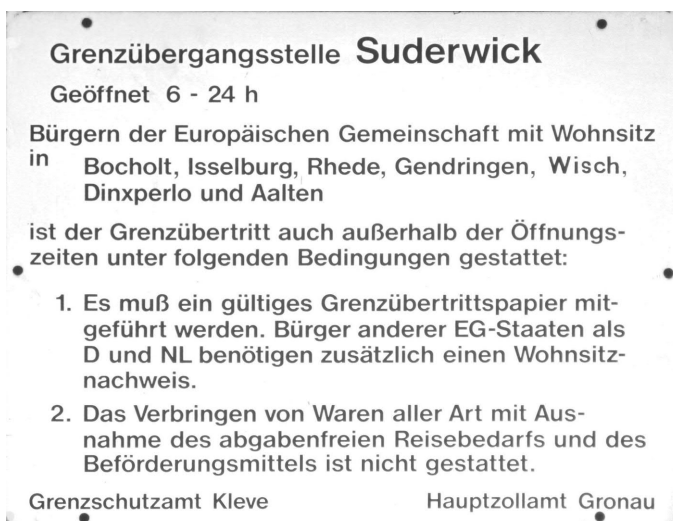 Grenzübergangsstelle Suderwick
Geöffnet 6 - 24 h
Bürgern der Europäischen Gemeinschaft mit Wohnsitz
in Bocholt, Isselburg, Rhede, Gendringen, Wisch,
Dinxperlo und Aalten
ist der Grenzübertritt auch außerhalb der Öffnungs-
zeiten unter folgenden Bedingungen gestattet:
1. Es muß ein gültiges Grenzübertrittspapier mit-
geführt werden. Bürger anderer EG-Staaten als
D und NL benötigen zusätzlich einen Wohnsitz-
nachweis.
2. Das Verbringen von Waren aller Art mit Aus-
nahme des abgabenfreien Reisebedarfs und des
Beförderungsmittels ist nicht gestattet.
Grenzschutzamt Kleve Hauptzollamt Gronau